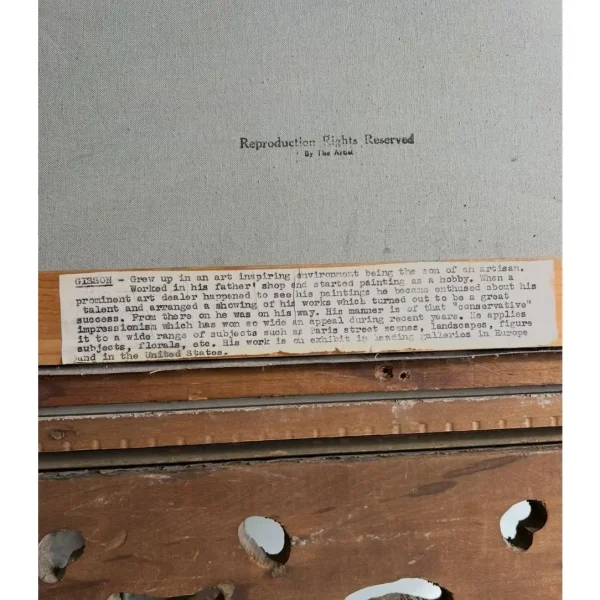 Reproduction Rights Reserved
By The Artist
GIBSON - Grew up in an art inspiring environment being the son of an artisan.
Worked in his father' shop and started painting as a hobby. When a
prominent art dealer happened to see his paintings he became enthused about his
talent and arranged a showing of his works which turned out to be a great
success. From there on he was on his way. His manner is of that "conservative"
impressionism which has won so wide an appeal during recent years. He applies
it to a wide range of subjects such as Paris street scenes, landscapes, figure
subjects, florals, etc. His work is on exhibit in leading galleries in Europe
and in the United States.